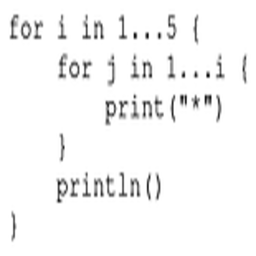 for i in 1...5 {
    for j in 1...i {
        print("*")
    }
    println()
}